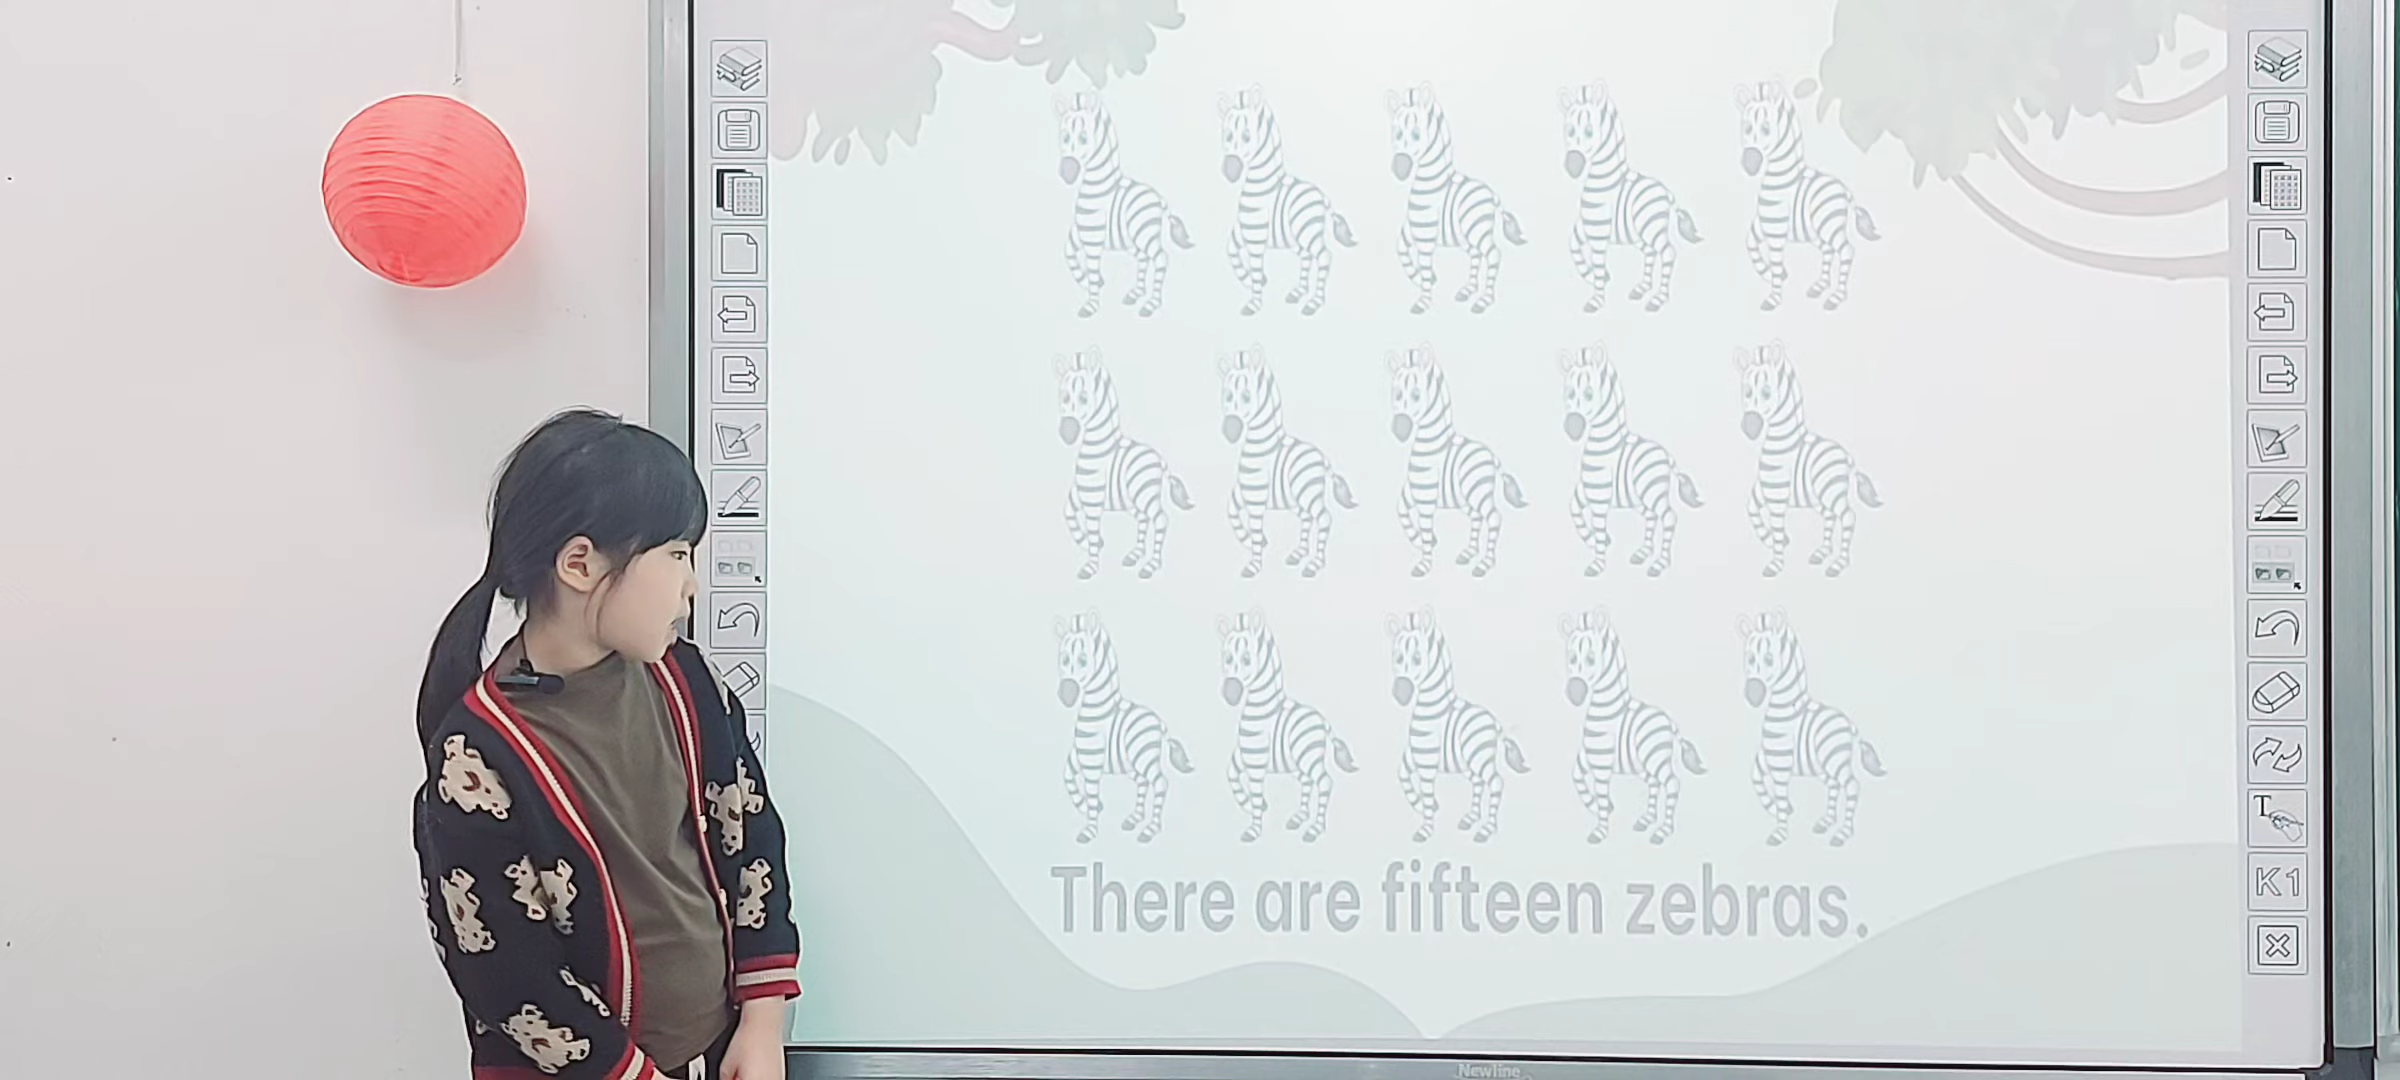 There are fifteen zebras.
T
K1
Newline